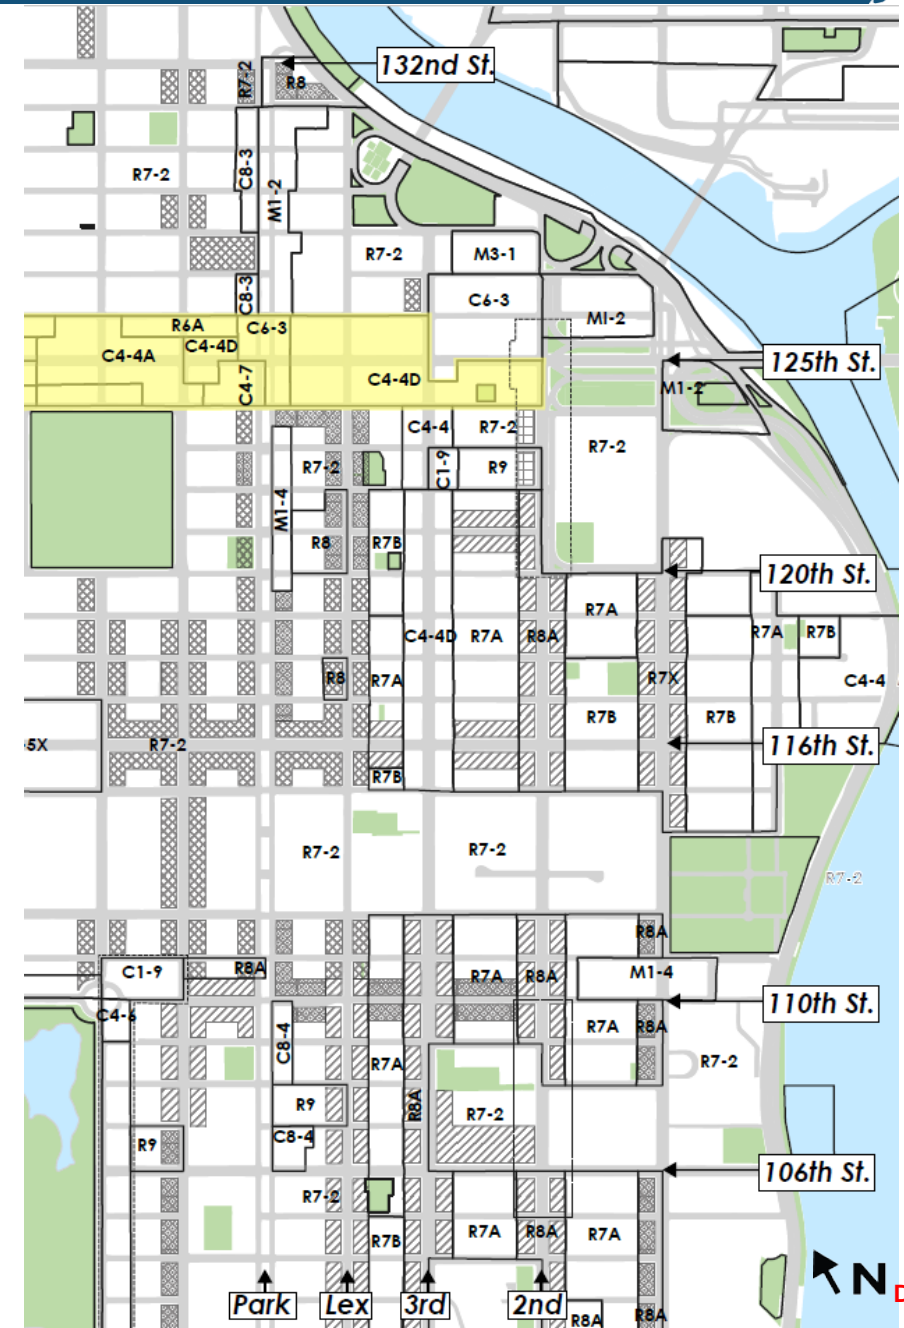 132nd St.
R7-2
R8
C8-3
R7-2
M1-2
R7-2
M3-1
C8-3
C6-3
R6A
C6-3
MI-2
C4-4D
C4-4A
125th St.
C4-7
C4-4D
M1-2
C4-4
R7-2
R7-2
R7-2
C1-9
R9
M1-4
R8
R7B
120th St.
R7A
C4-4D
R7A
R8A
R7A
R7B
R8
R7A
R7X
C4-4
R7B
R7B
5X
R7-2
116th St.
R7B
R7-2
R7-2
R7-2
R8A
C1-9
R8A
R7A
R8A
M1-4
110th St.
C4-6
R7A
R8A
C8-4
R7A
R7-2
R9
R8A
R7-2
C8-4
R9
106th St.
R7-2
R7B
R7A
R8A
R7A
N
D
Park
Lex
3rd
2nd
R8A
R8A